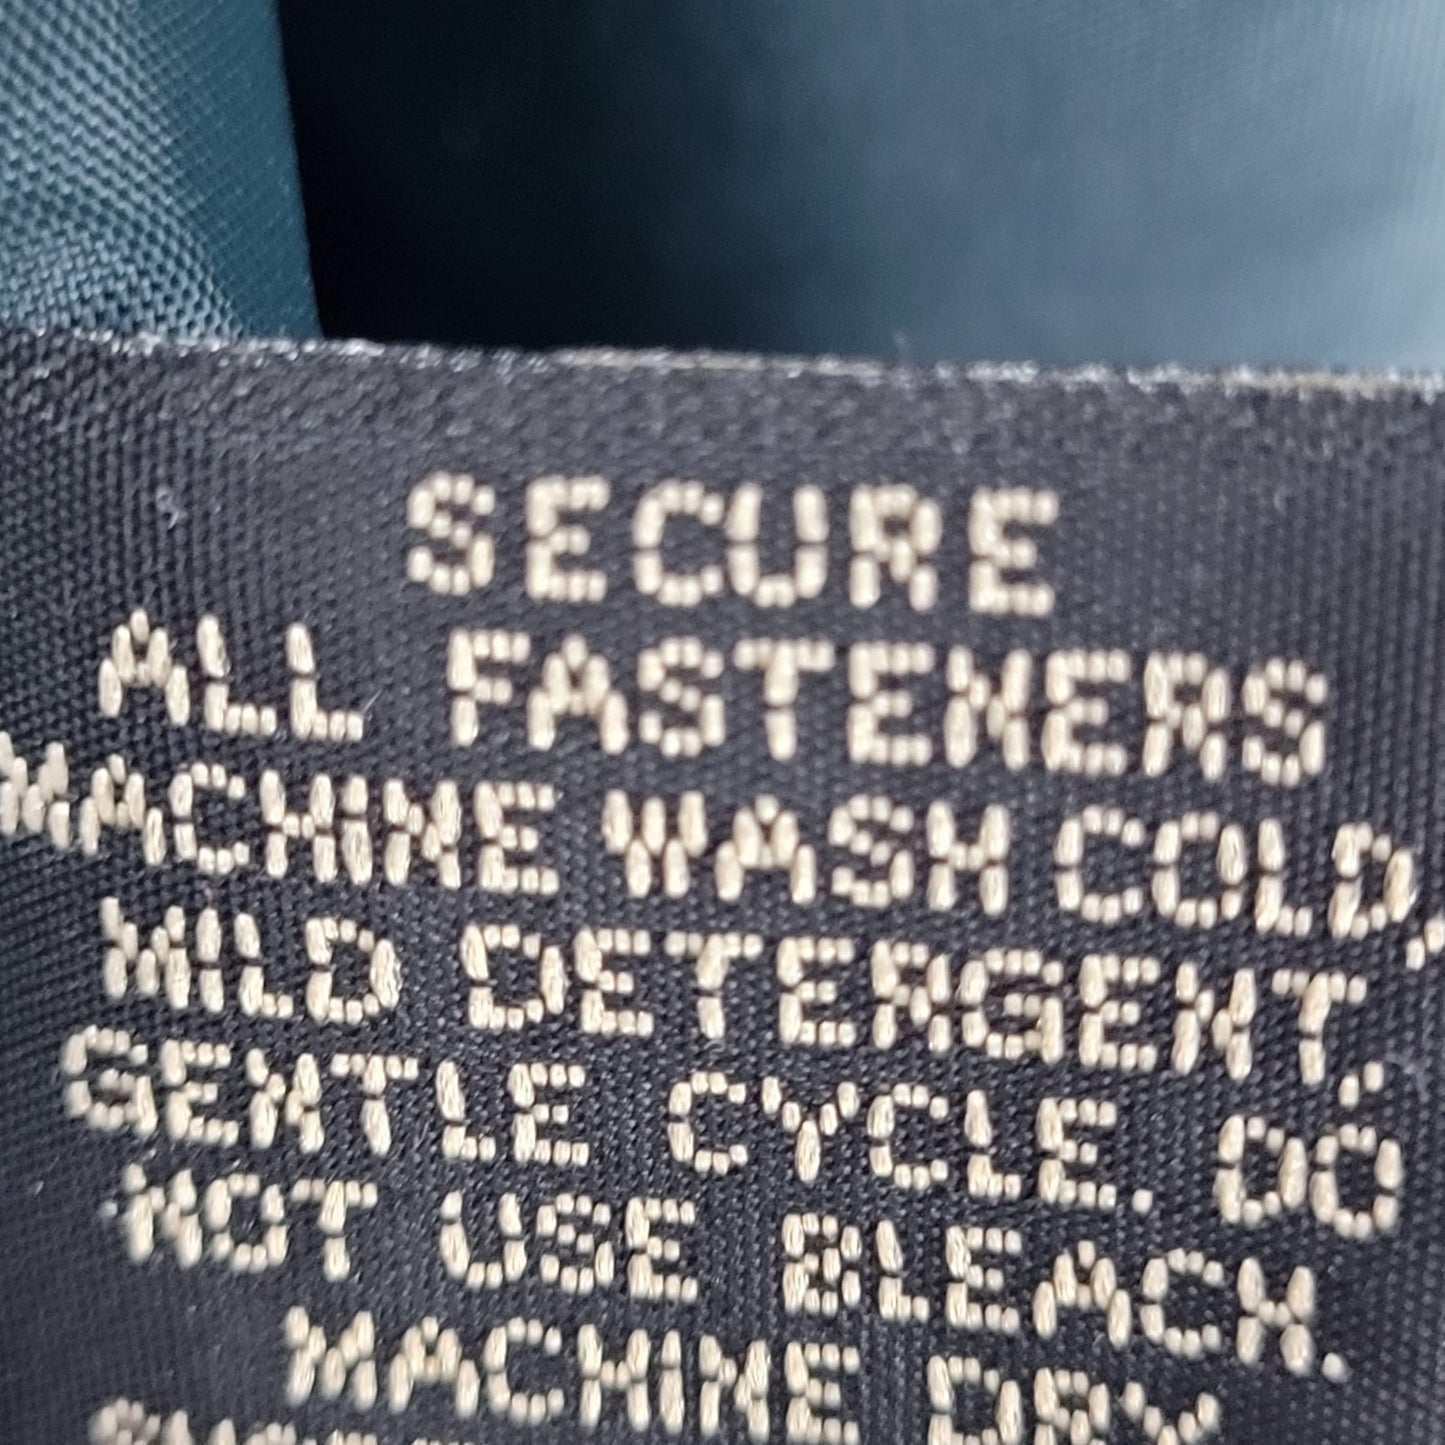 SECURE
ALL FASTENERS
MACHINE WASH COLD,
MILD DETERGENT,
GENTLE CYCLE. DO
NOT USE BLEACH.
MACHINE DRY